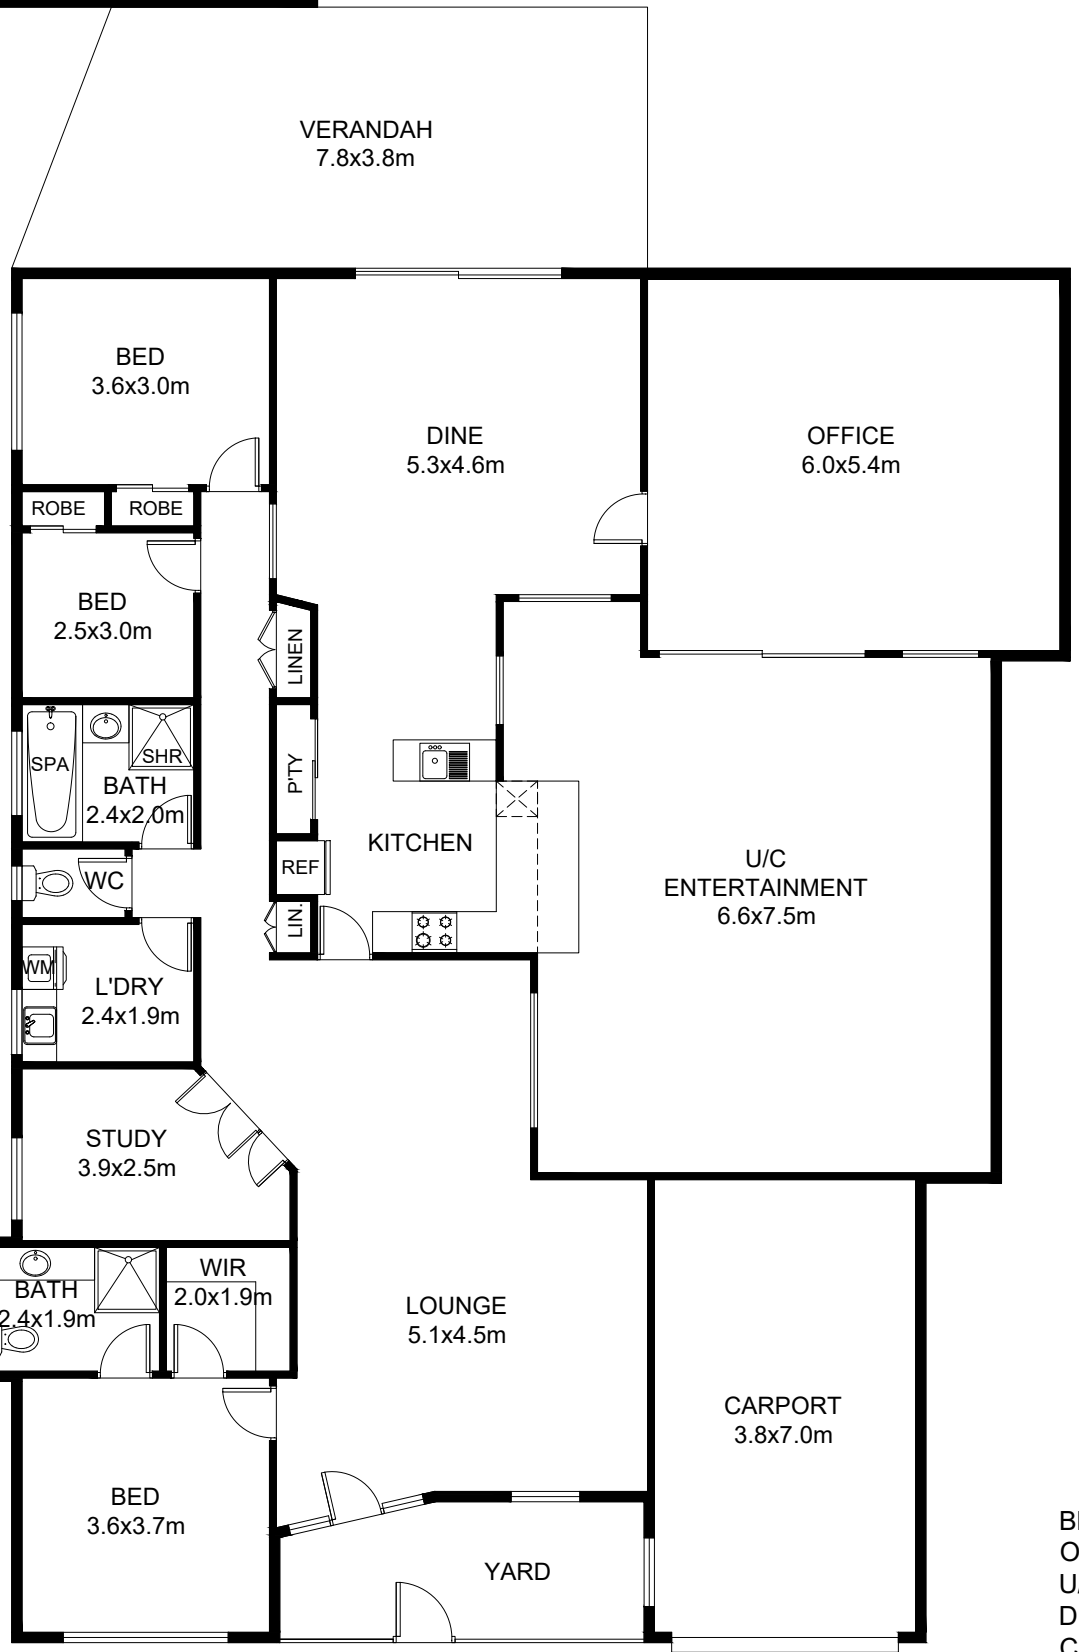 VERANDAH
7.8x3.8m
BED
3.6x3.0m
DINE
5.3x4.6m
OFFICE
6.0x5.4m
ROBE
ROBE
BED
2.5x3.0m
LINEN
SPA
SHR
BATH
2.4x2.0m
P'TY
KITCHEN
REF
WC
LIN.
U/C
ENTERTAINMENT
6.6x7.5m
WM
L'DRY
2.4x1.9m
STUDY
3.9x2.5m
WIR
2.0x1.9m
BATH
2.4x1.9m
LOUNGE
5.1x4.5m
CARPORT
3.8x7.0m
BED
3.6x3.7m
YARD